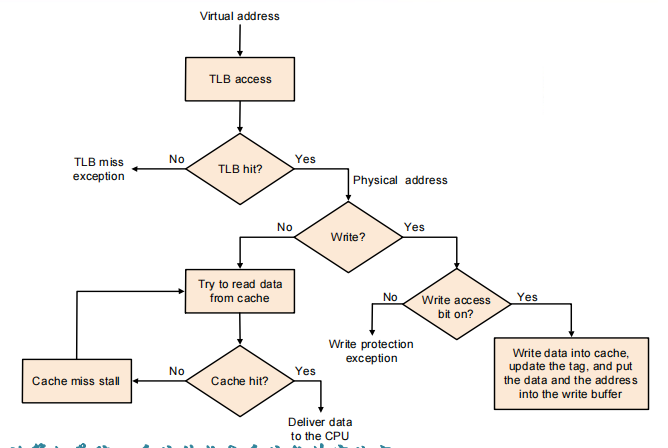 Virtual address
TLB access
TLB hit?
No
Yes
TLB miss
exception
Physical address
Write?
No
Yes
Try to read data
from cache
Write access
bit on?
No
Yes
Write protection
exception
Write data into cache,
update the tag, and put
the data and the address
into the write buffer
Cache hit?
No
Yes
Cache miss stall
Deliver data
to the CPU